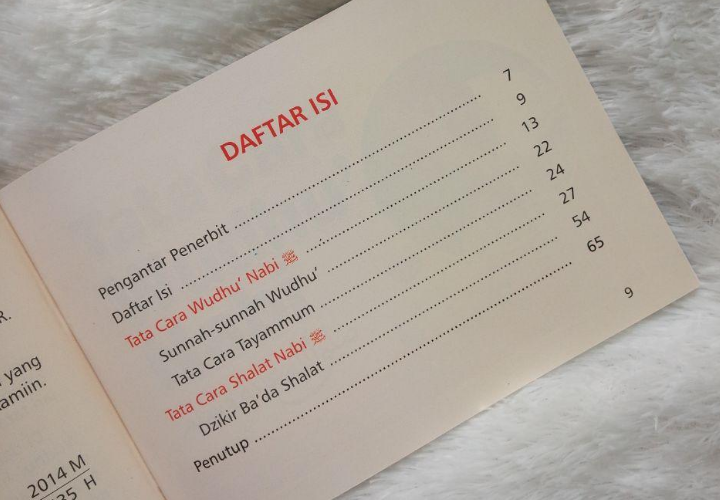 R.
yang
amiin.
2014 M
35 H
DAFTAR ISI
Pengantar Penerbit ........................................ 7
Daftar Isi ........................................ 9
Tata Cara Wudhu' Nabi ﷺ ........................................ 13
Sunnah-sunnah Wudhu' ........................................ 22
Tata Cara Tayammum ........................................ 24
Tata Cara Shalat Nabi ﷺ ........................................ 27
Dzikir Ba'da Shalat ........................................ 54
Penutup ........................................ 65
9